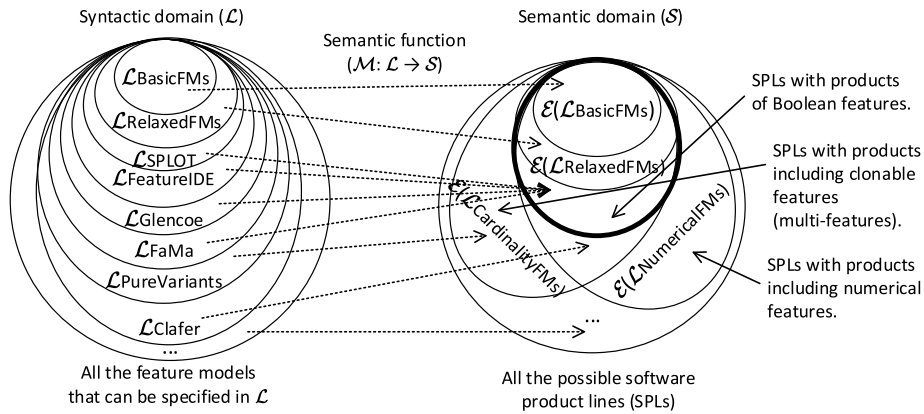 Syntactic domain (ℒ)
Semantic domain (𝒮)
Semantic function
(ℳ: ℒ → 𝒮)
ℒBasicFMs
ℒRelaxedFMs
ℒSPLOT
ℒFeatureIDE
ℒGlencoe
ℒFaMa
ℒPureVariants
ℒClafer
...
All the feature models
that can be specified in ℒ
ℰ(ℒBasicFMs)
ℰ(ℒRelaxedFMs)
ℰ(ℒCardinalityFMs)
ℰ(ℒNumericalFMs)
...
All the possible software
product lines (SPLs)
SPLs with products
of Boolean features.
SPLs with products
including clonable
features
(multi-features).
SPLs with products
including numerical
features.